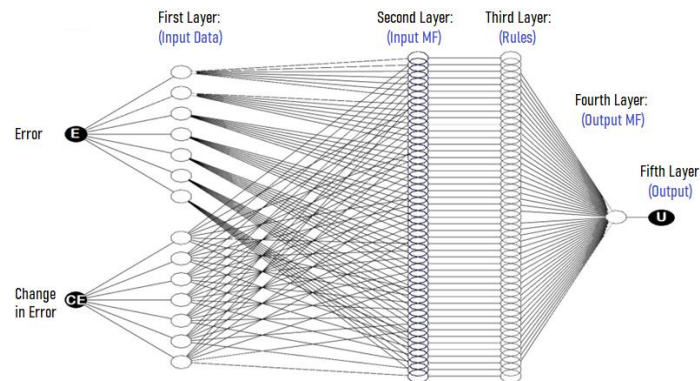 First Layer:
(Input Data)
Second Layer:
(Input MF)
Third Layer:
(Rules)
Fourth Layer:
(Output MF)
Fifth Layer
(Output)
Error
E
U
Change
in Error
CE